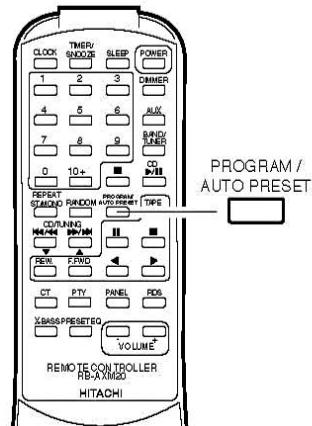 CLOCK TIMER/ SNOOZE SLEEP POWER
1 2 3 DIMMER
4 5 6 AUX
7 8 9 BAND/ TUNER
0 10+ CD
REPEAT ST/MONO RANDOM PROGRAM/ AUTO PRESET TAPE
CD/TUNING
REW. F.FWD
CT PTY PANEL RDS
X-BASS PRESET EQ
- VOLUME +
REMOTE CONTROLLER
RB-AXM20
HITACHI
PROGRAM /
AUTO PRESET